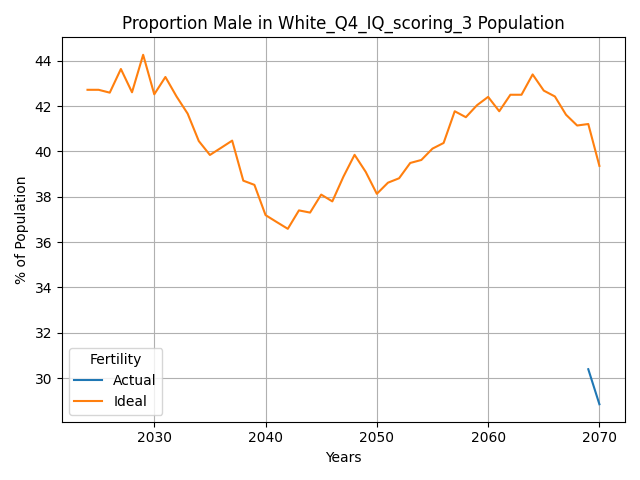 Proportion Male in White_Q4_IQ_scoring_3 Population
% of Population
44
42
40
38
36
34
32
30
Fertility
Actual
Ideal
2030
2040
2050
2060
2070
Years